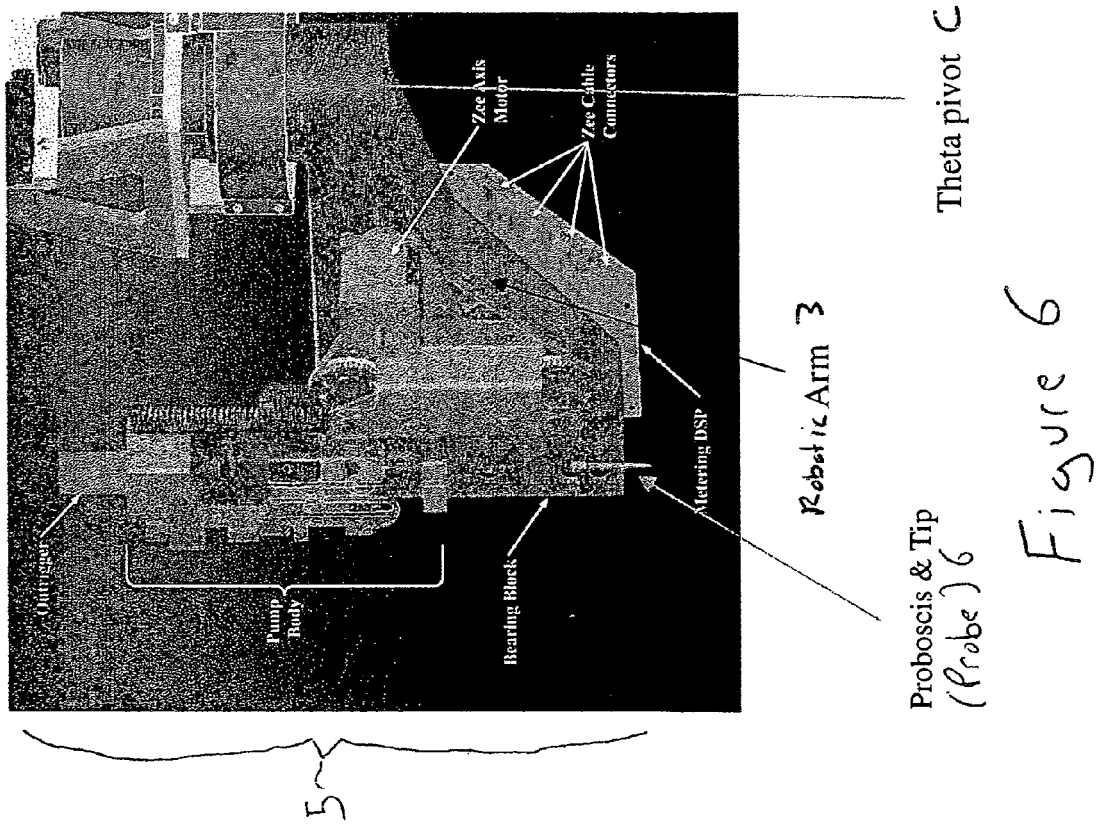 Outrigger
Pump
Body
Bearing Block
Zee Axis
Motor
Zee Cable
Connectors
Metering DSP
5
Proboscis & Tip
(Probe) 6
Robotic Arm 3
Theta pivot C
Figure 6